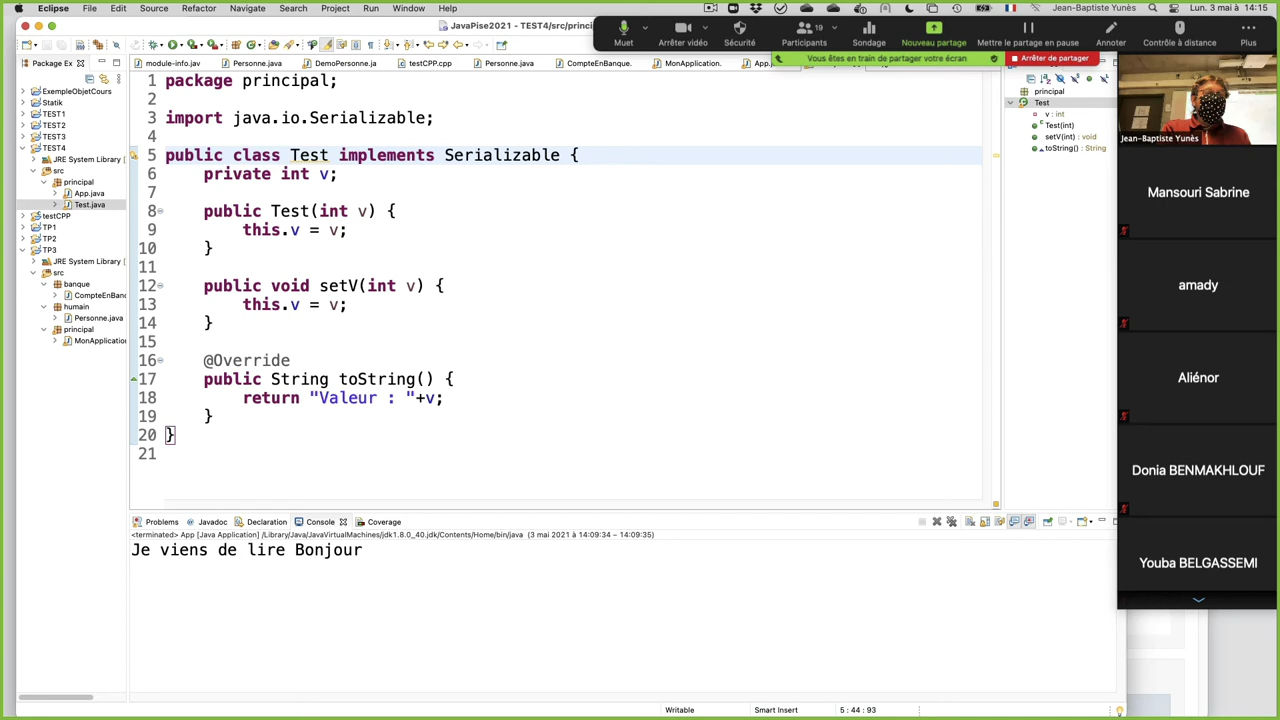 Eclipse File Edit Source Refactor Navigate Search Project Run Window Help
Jean-Baptiste Yunès Lun. 3 mai à 14:15
JavaPise2021 - TEST4/src/princi
Muet Arrêter vidéo Sécurité Participants 19 Sondage Nouveau partage Mettre le partage en pause Annoter Contrôle à distance Plus
Vous êtes en train de partager votre écran Arrêter de partager
Package Ex
module-info.jav Personne.java DemoPersonne.ja testCPP.cpp Personne.java CompteEnBanque. MonApplication. App.j
ExempleObjetCours
Statik
TEST1
TEST2
TEST3
TEST4
JRE System Library [
src
principal
App.java
Test.java
testCPP
TP1
TP2
TP3
JRE System Library [
src
banque
CompteEnBanc
humain
Personne.java
principal
MonApplication
1 package principal;
2
3 import java.io.Serializable;
4
5 public class Test implements Serializable {
6 private int v;
7
8 public Test(int v) {
9 this.v = v;
10 }
11
12 public void setV(int v) {
13 this.v = v;
14 }
15
16 @Override
17 public String toString() {
18 return "Valeur : "+v;
19 }
20 }
21
principal
Test
v : int
Test(int)
setV(int) : void
toString() : String
Jean-Baptiste Yunès
Mansouri Sabrine
amady
Aliénor
Donia BENMAKHLOUF
Youba BELGASSEMI
Problems Javadoc Declaration Console Coverage
<terminated> App [Java Application] /Library/Java/JavaVirtualMachines/jdk1.8.0_40.jdk/Contents/Home/bin/java (3 mai 2021 à 14:09:34 – 14:09:35)
Je viens de lire Bonjour
Writable Smart Insert 5 : 44 : 93